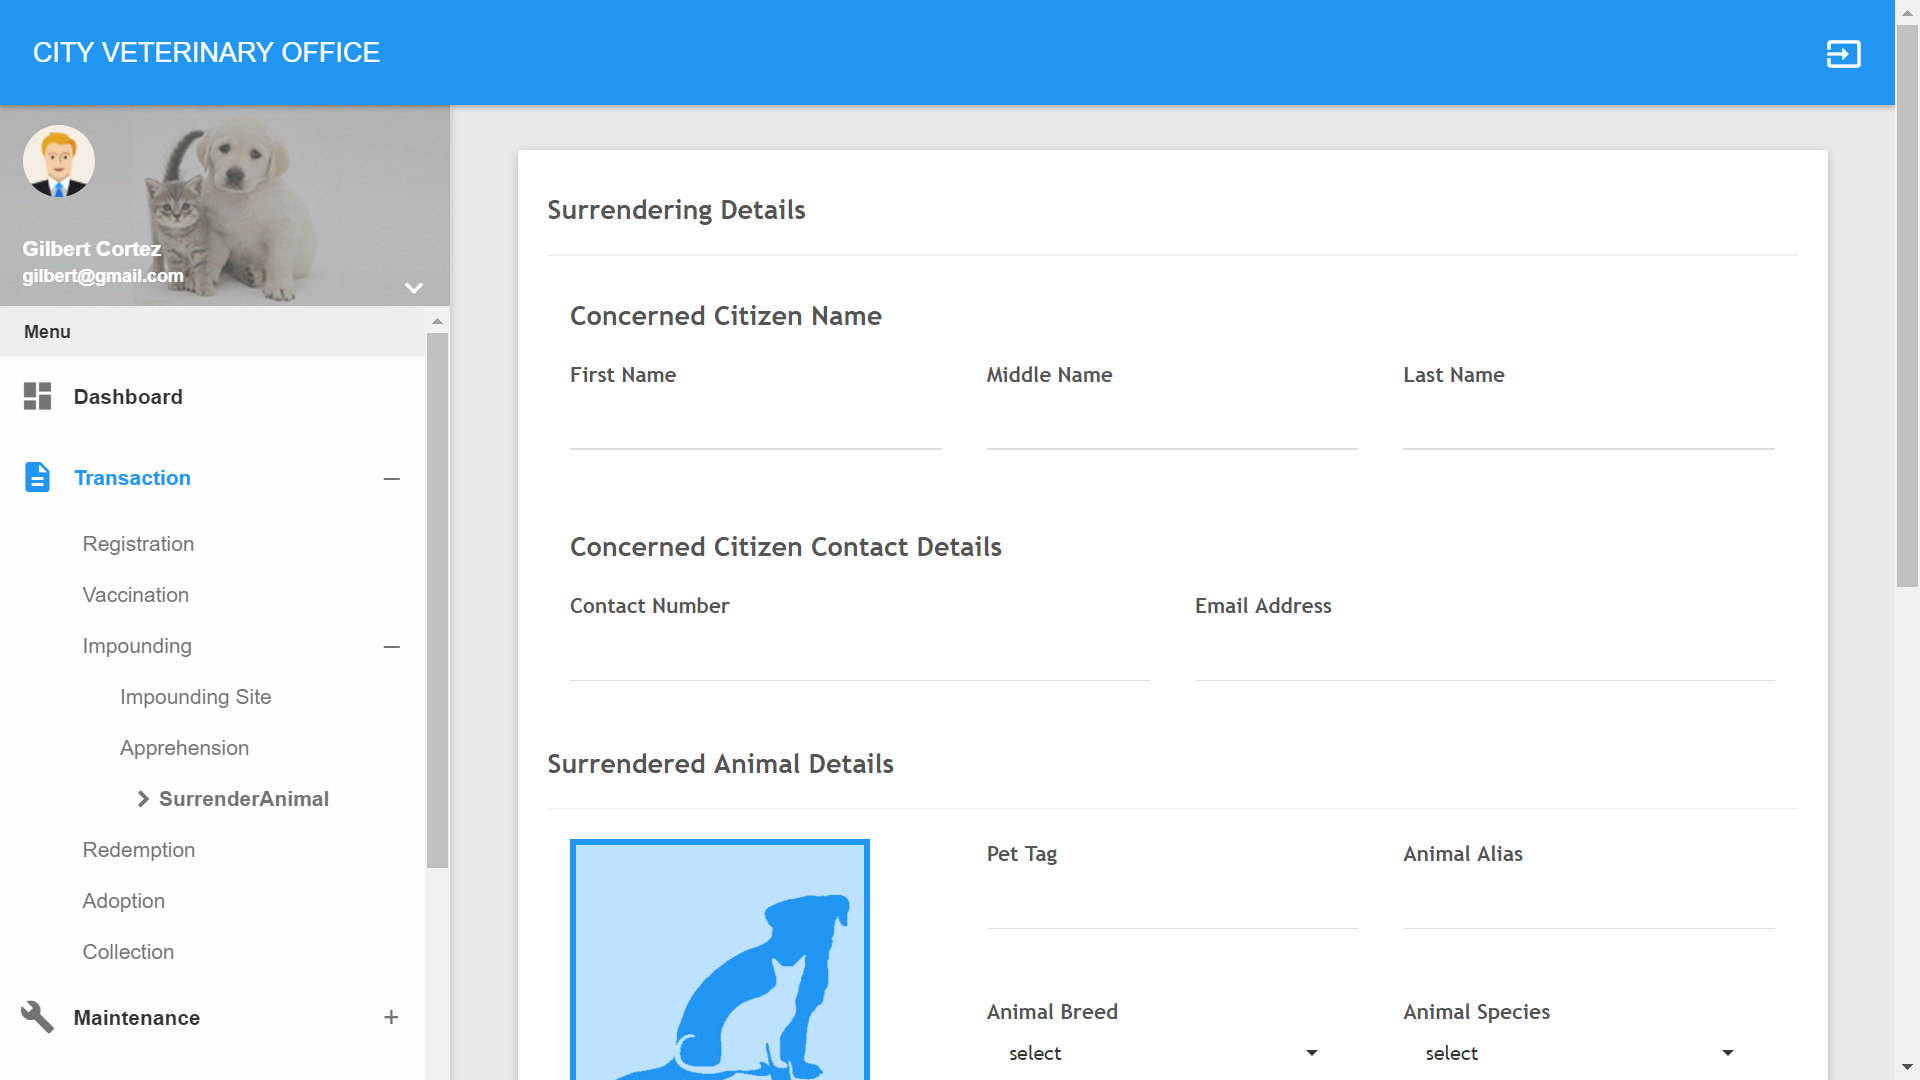 CITY VETERINARY OFFICE
Gilbert Cortez
gilbert@gmail.com
Menu
Dashboard
Transaction
Registration
Vaccination
Impounding
Impounding Site
Apprehension
SurrenderAnimal
Redemption
Adoption
Collection
Maintenance
Surrendering Details
Concerned Citizen Name
First Name Middle Name Last Name
Concerned Citizen Contact Details
Contact Number Email Address
Surrendered Animal Details
Pet Tag Animal Alias
Animal Breed Animal Species
select select